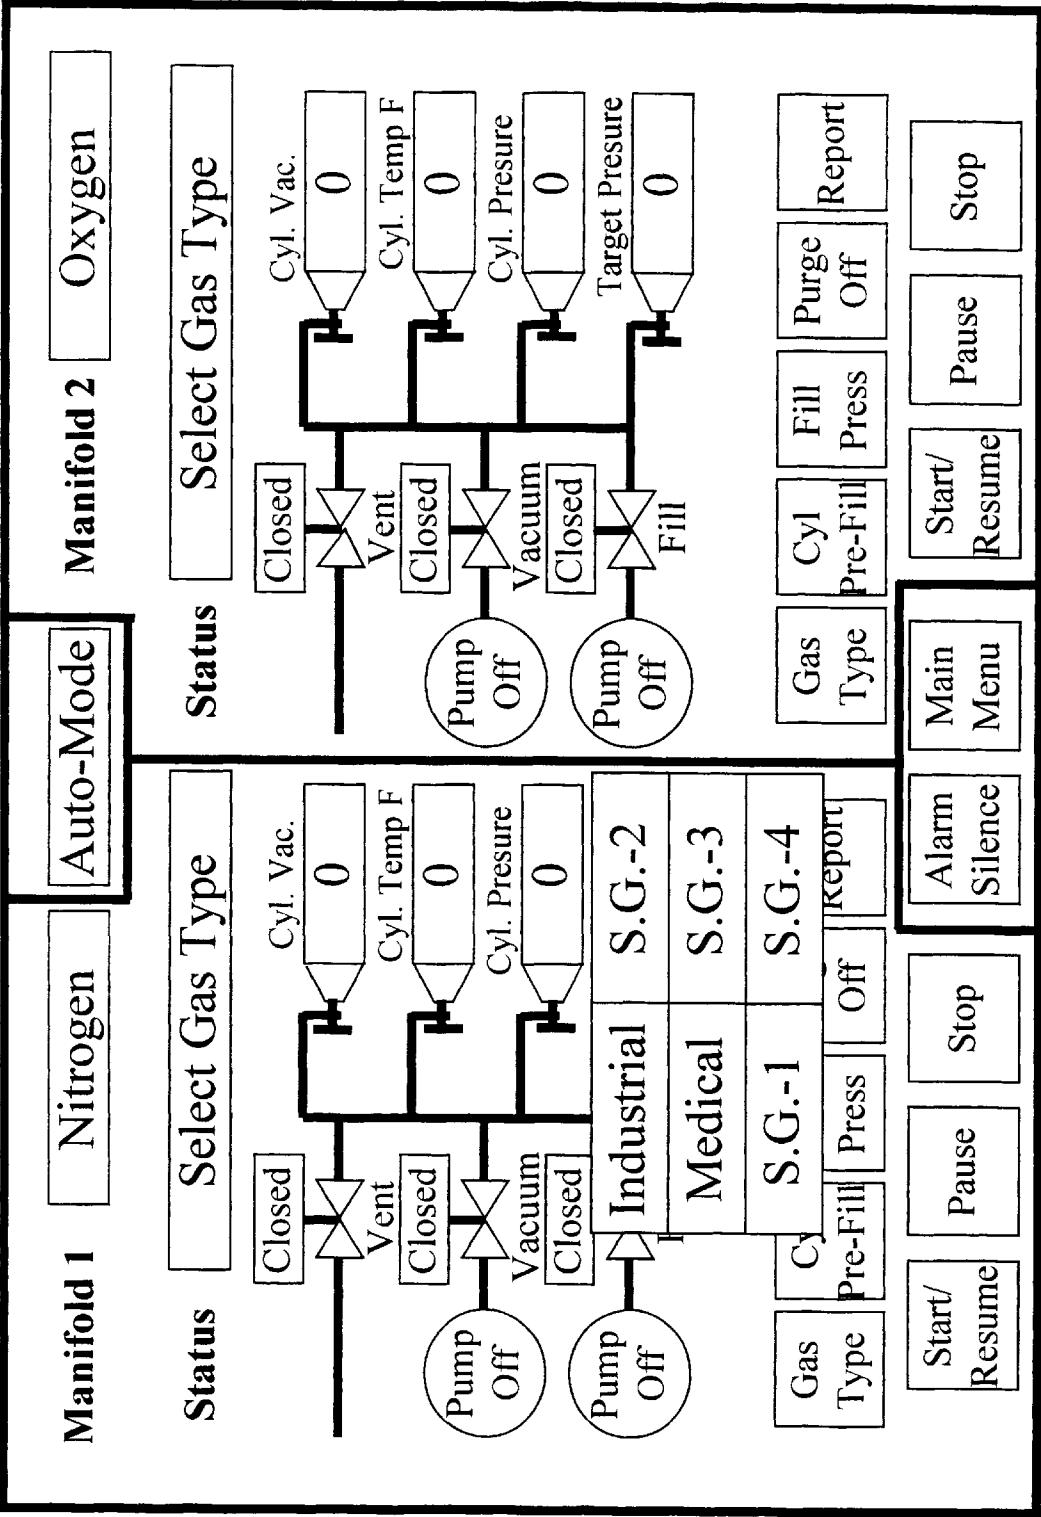 Manifold 1
Nitrogen
Auto-Mode
Manifold 2
Oxygen
Status
Select Gas Type
Status
Select Gas Type
Closed
Vent
Cyl. Vac.
0
Pump
Off
Closed
Vacuum
Cyl. Temp F
0
Pump
Off
Closed
Cyl. Presure
0
Industrial
S.G.-2
Medical
S.G.-3
S.G.-1
S.G.-4
Gas
Type
Cy
Pre-Fill
Press
Off
Report
Start/
Resume
Pause
Stop
Alarm
Silence
Main
Menu
Closed
Vent
Cyl. Vac.
0
Pump
Off
Closed
Vacuum
Cyl. Temp F
0
Pump
Off
Closed
Fill
Cyl. Presure
0
Target Presure
0
Gas
Type
Cyl
Pre-Fill
Fill
Press
Purge
Off
Report
Start/
Resume
Pause
Stop